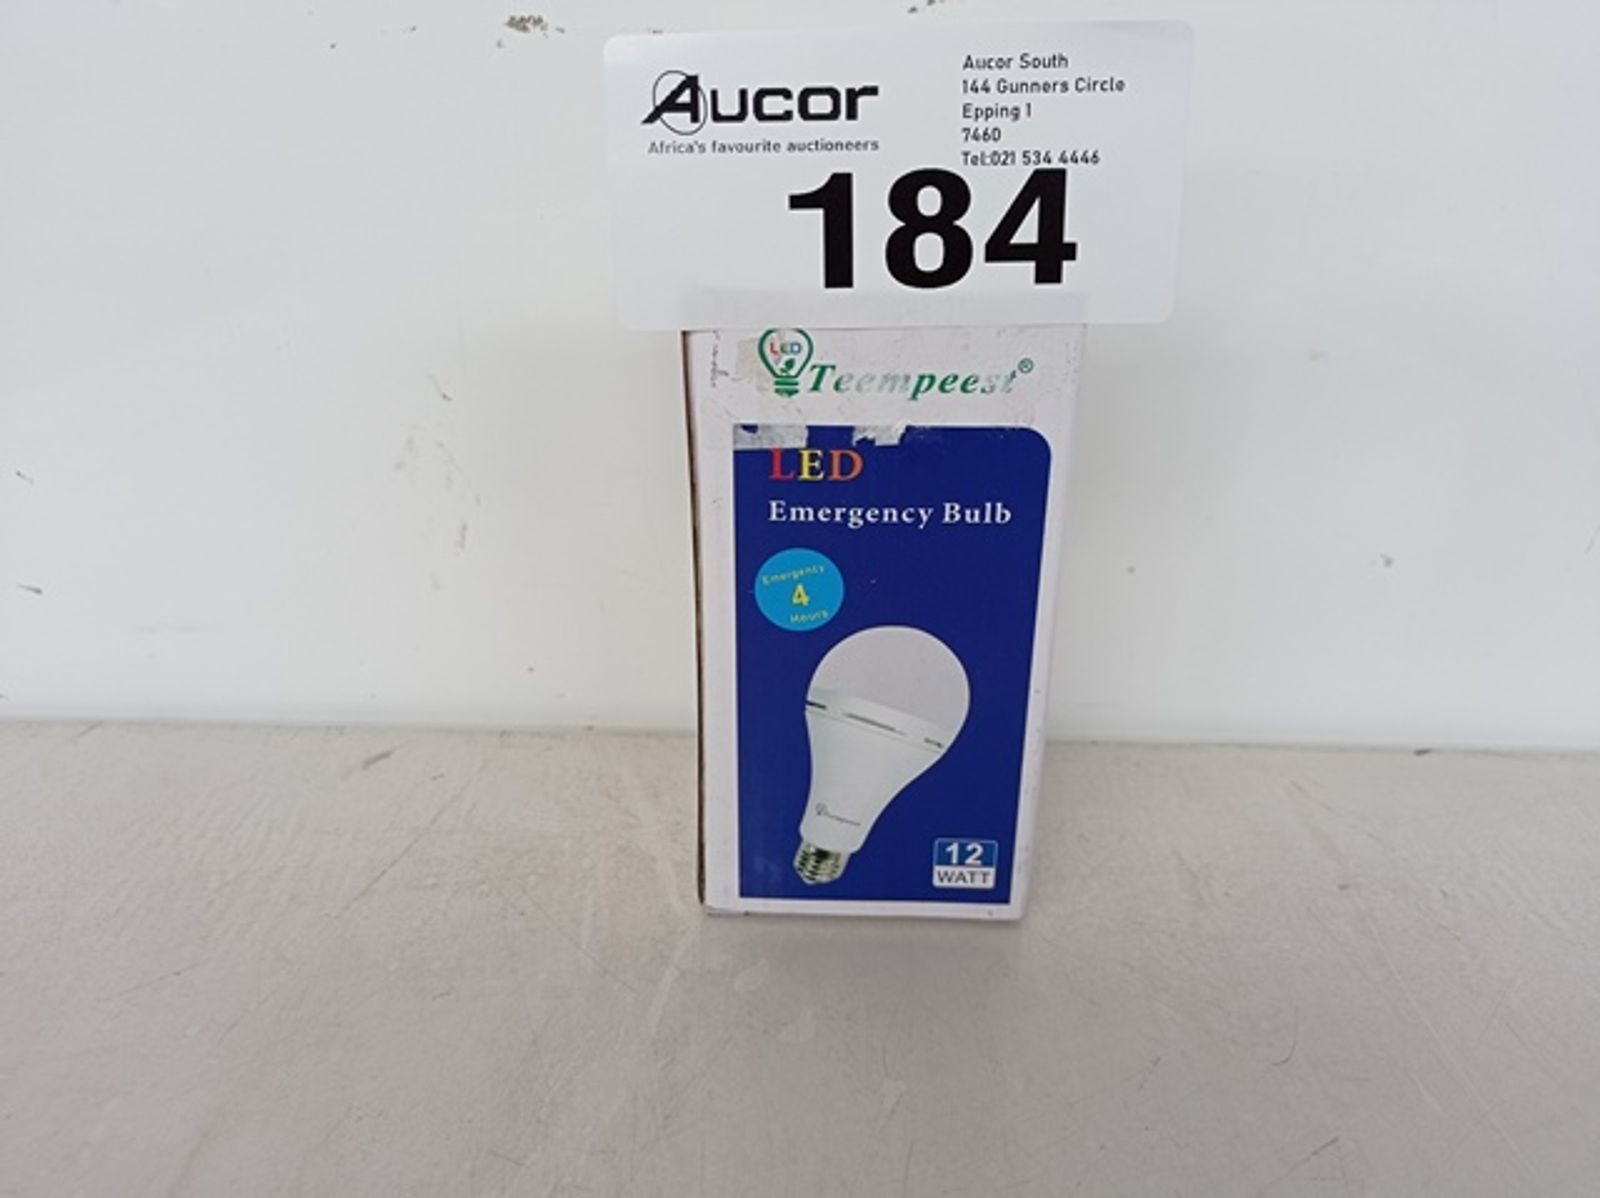 Aucor
Africa's favourite auctioneers
Aucor South
144 Gunners Circle
Epping 1
7460
Tel:021 534 4446
184
LED
Teempeest®
LED
Emergency Bulb
Emergency
4
Hours
Teempeest
12
WATT